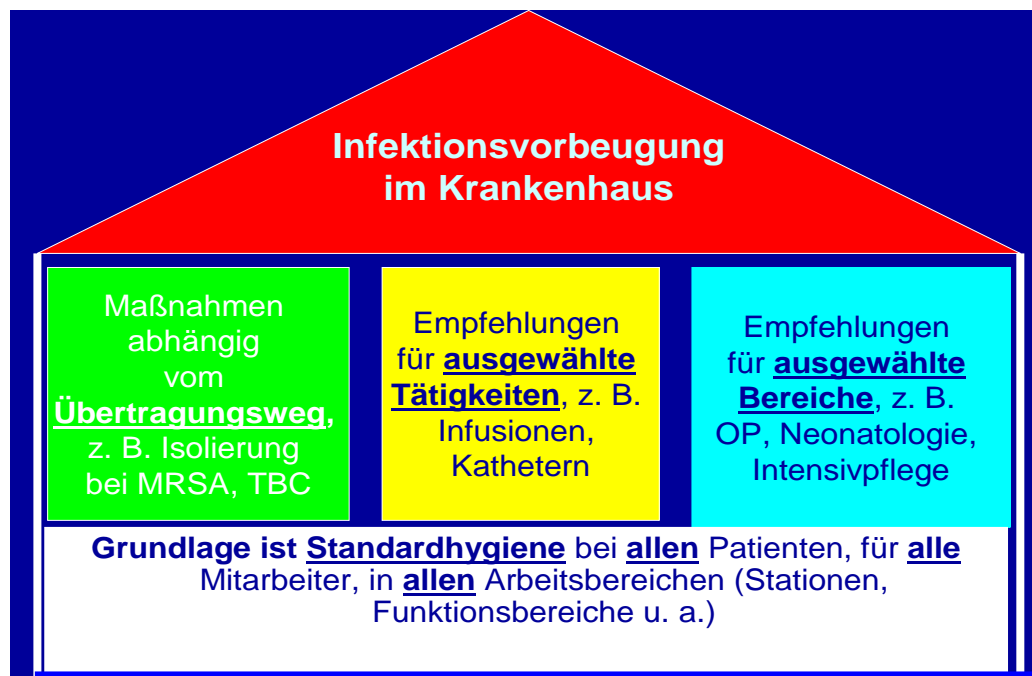 Infektionsvorbeugung
im Krankenhaus
Maßnahmen
abhängig
vom
Übertragungsweg,
z. B. Isolierung
bei MRSA, TBC
Empfehlungen
für ausgewählte
Tätigkeiten, z. B.
Infusionen,
Kathetern
Empfehlungen
für ausgewählte
Bereiche, z. B.
OP, Neonatologie,
Intensivpflege
Grundlage ist Standardhygiene bei allen Patienten, für alle
Mitarbeiter, in allen Arbeitsbereichen (Stationen,
Funktionsbereiche u. a.)